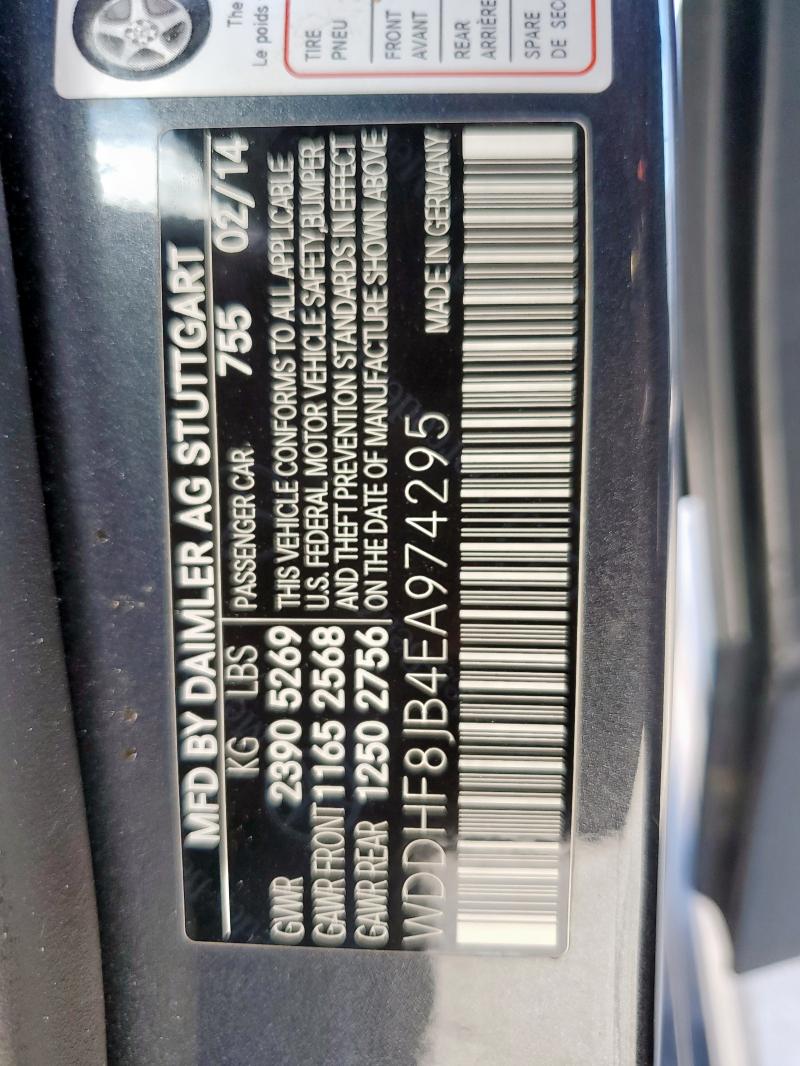 The
Le poids
TIRE
PNEU
FRONT
AVANT
REAR
ARRIÈRE
SPARE
DE SEC
MFD BY DAIMLER AG STUTTGART
KG LBS
GWR 2390 5269
GAWR FRONT 1165 2568
GAWR REAR 1250 2756
PASSENGER CAR 755 02/14
THIS VEHICLE CONFORMS TO ALL APPLICABLE
U.S. FEDERAL MOTOR VEHICLE SAFETY, BUMPER
AND THEFT PREVENTION STANDARDS IN EFFECT
ON THE DATE OF MANUFACTURE SHOWN ABOVE
MADE IN GERMANY
WDDHF8JB4EA974295